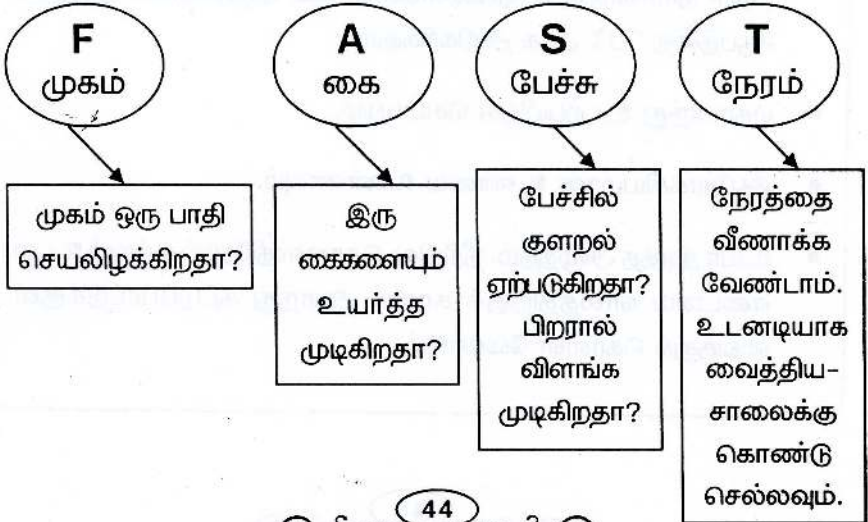 F
முகம்
A
கை
S
பேச்சு
T
நேரம்
முகம் ஒரு பாதி
செயலிழக்கிறதா?
இரு
கைகளையும்
உயர்த்த
முடிகிறதா?
பேச்சில்
குளறல்
ஏற்படுகிறதா?
பிறரால்
விளங்க
முடிகிறதா?
நேரத்தை
வீணாக்க
வேண்டாம்.
உடனடியாக
வைத்திய-
சாலைக்கு
கொண்டு
செல்லவும்.
44